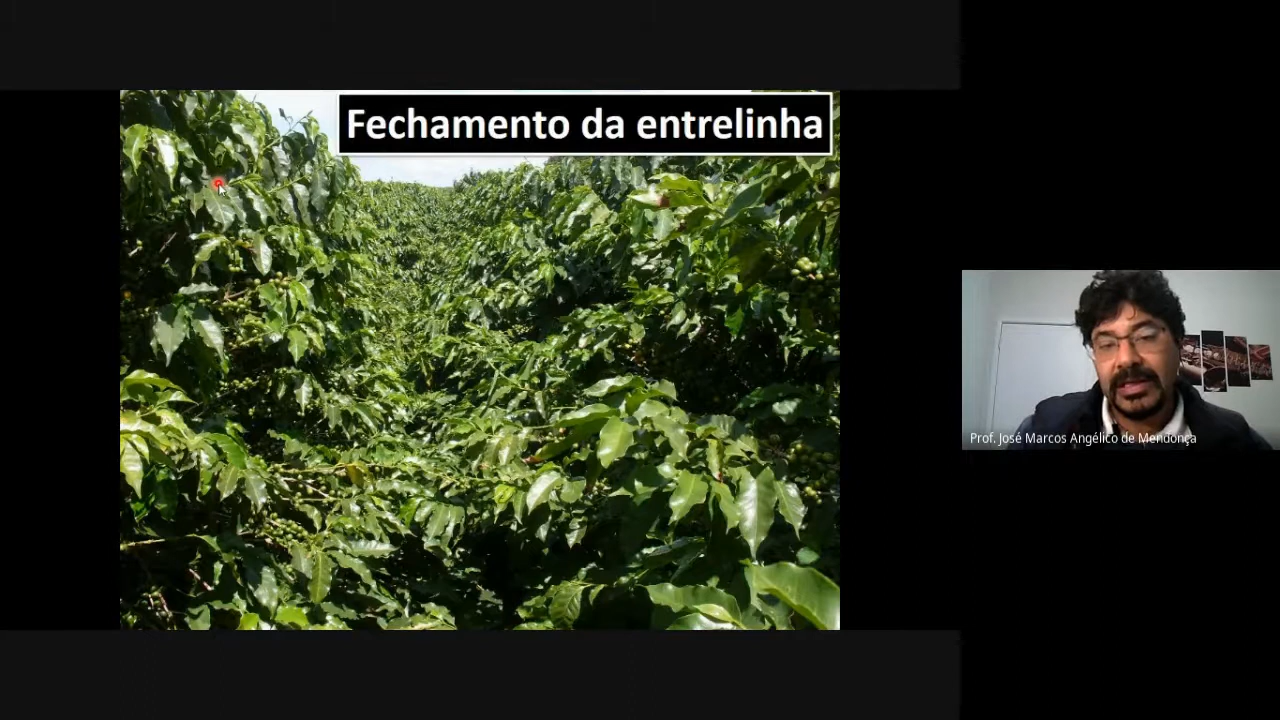 Fechamento da entrelinha
Prof. José Marcos Angélico de Mendonça